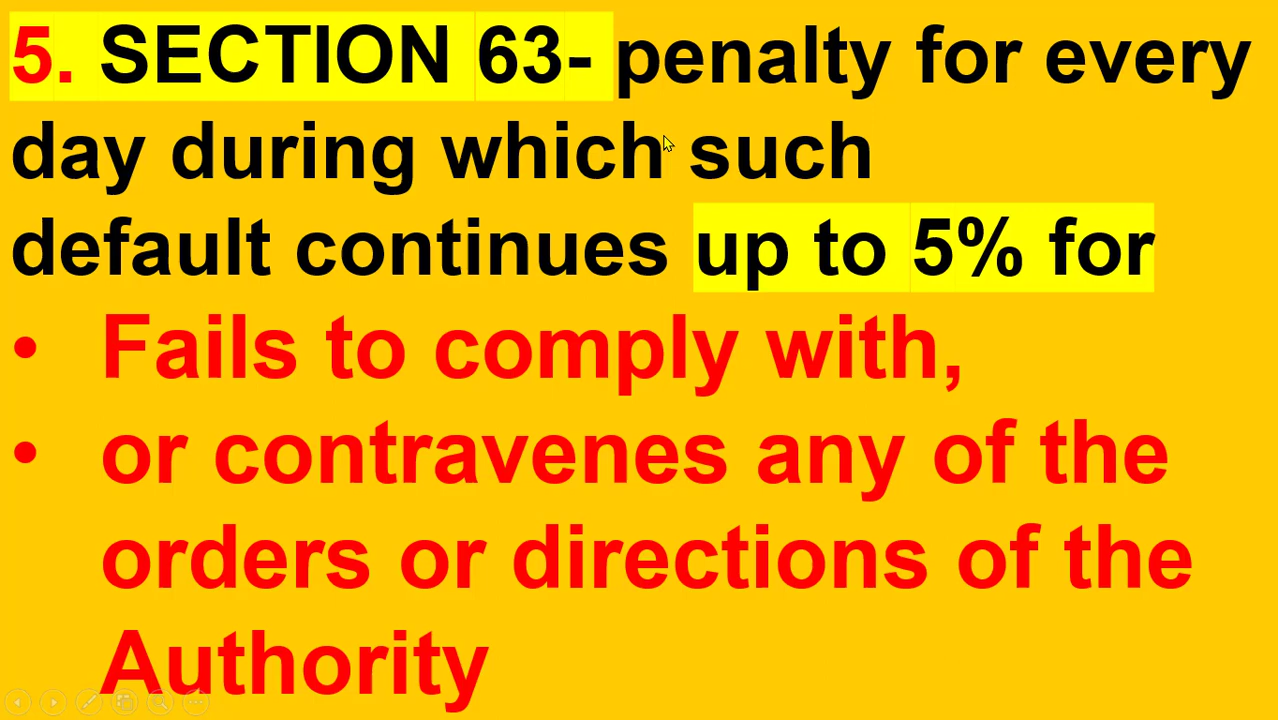 5. SECTION 63- penalty for every
day during which such
default continues up to 5% for
• Fails to comply with,
• or contravenes any of the
orders or directions of the
Authority